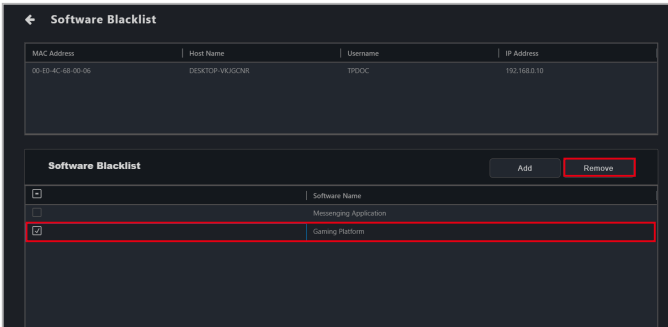 Software Blacklist
MAC Address Host Name Username IP Address
00-E0-4C-68-00-06 DESKTOP-VKJGCNR TPDOC 192.168.0.10
Software Blacklist Add Remove
Software Name
Messenging Application
Gaming Platform